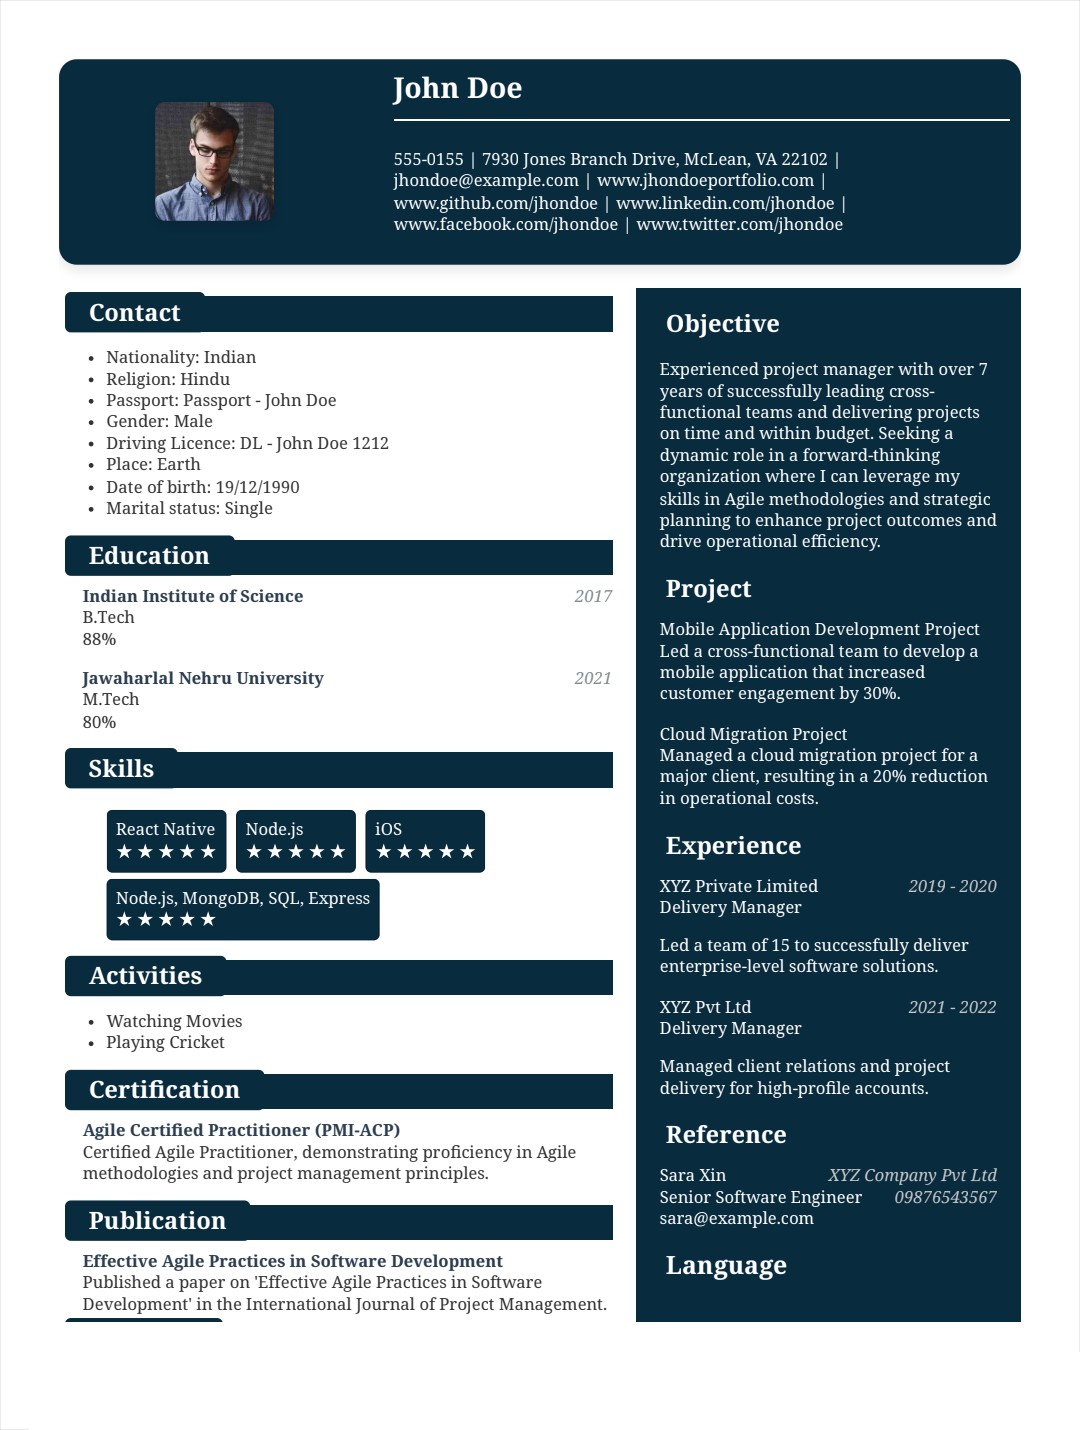 John Doe
555-0155 | 7930 Jones Branch Drive, McLean, VA 22102 |
jhondoe@example.com | www.jhondoeportfolio.com |
www.github.com/jhondoe | www.linkedin.com/jhondoe |
www.facebook.com/jhondoe | www.twitter.com/jhondoe
Contact
• Nationality: Indian
• Religion: Hindu
• Passport: Passport - John Doe
• Gender: Male
• Driving Licence: DL - John Doe 1212
• Place: Earth
• Date of birth: 19/12/1990
• Marital status: Single
Education
Indian Institute of Science 2017
B.Tech
88%
Jawaharlal Nehru University 2021
M.Tech
80%
Skills
React Native Node.js iOS
★★★★★ ★★★★★ ★★★★★
Node.js, MongoDB, SQL, Express
★★★★★
Activities
• Watching Movies
• Playing Cricket
Certification
Agile Certified Practitioner (PMI-ACP)
Certified Agile Practitioner, demonstrating proficiency in Agile
methodologies and project management principles.
Publication
Effective Agile Practices in Software Development
Published a paper on 'Effective Agile Practices in Software
Development' in the International Journal of Project Management.
Objective
Experienced project manager with over 7
years of successfully leading cross-
functional teams and delivering projects
on time and within budget. Seeking a
dynamic role in a forward-thinking
organization where I can leverage my
skills in Agile methodologies and strategic
planning to enhance project outcomes and
drive operational efficiency.
Project
Mobile Application Development Project
Led a cross-functional team to develop a
mobile application that increased
customer engagement by 30%.
Cloud Migration Project
Managed a cloud migration project for a
major client, resulting in a 20% reduction
in operational costs.
Experience
XYZ Private Limited 2019 - 2020
Delivery Manager
Led a team of 15 to successfully deliver
enterprise-level software solutions.
XYZ Pvt Ltd 2021 - 2022
Delivery Manager
Managed client relations and project
delivery for high-profile accounts.
Reference
Sara Xin XYZ Company Pvt Ltd
Senior Software Engineer 09876543567
sara@example.com
Language